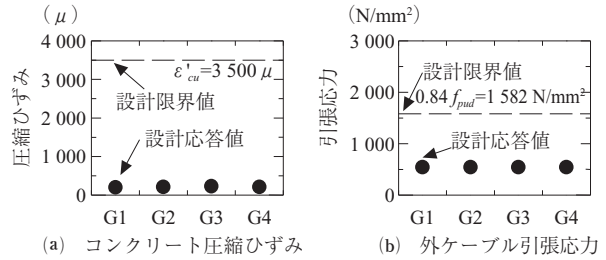 (μ)
4 000
3 000
2 000
1 000
0
圧縮ひずみ
ε'cu=3 500 μ
設計限界値
設計応答値
G1 G2 G3 G4
(a) コンクリート圧縮ひずみ
(N/mm²)
3 000
2 000
1 000
0
引張応力
設計限界値
0.84 fpud=1 582 N/mm²
設計応答値
G1 G2 G3 G4
(b) 外ケーブル引張応力